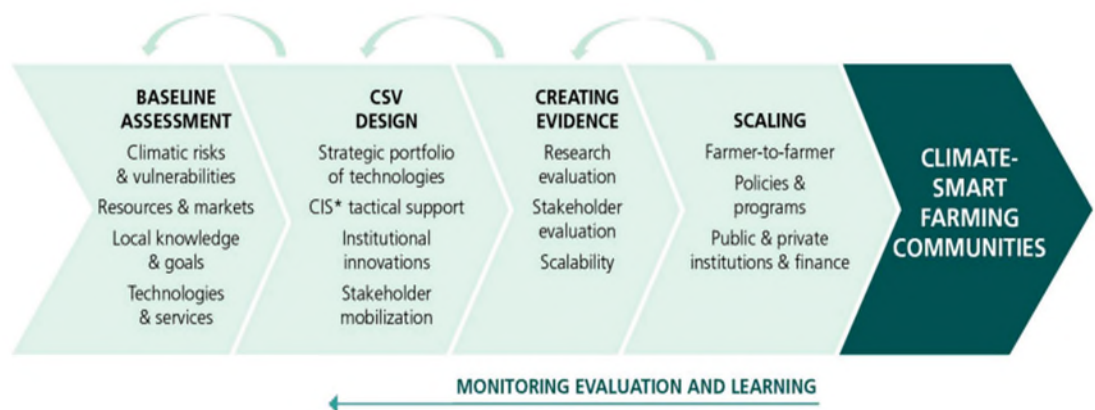 BASELINE
ASSESSMENT
Climatic risks
& vulnerabilities
Resources & markets
Local knowledge
& goals
Technologies
& services
CSV
DESIGN
Strategic portfolio
of technologies
CIS* tactical support
Institutional
innovations
Stakeholder
mobilization
CREATING
EVIDENCE
Research
evaluation
Stakeholder
evaluation
Scalability
SCALING
Farmer-to-farmer
Policies &
programs
Public & private
institutions & finance
CLIMATE-
SMART
FARMING
COMMUNITIES
MONITORING EVALUATION AND LEARNING